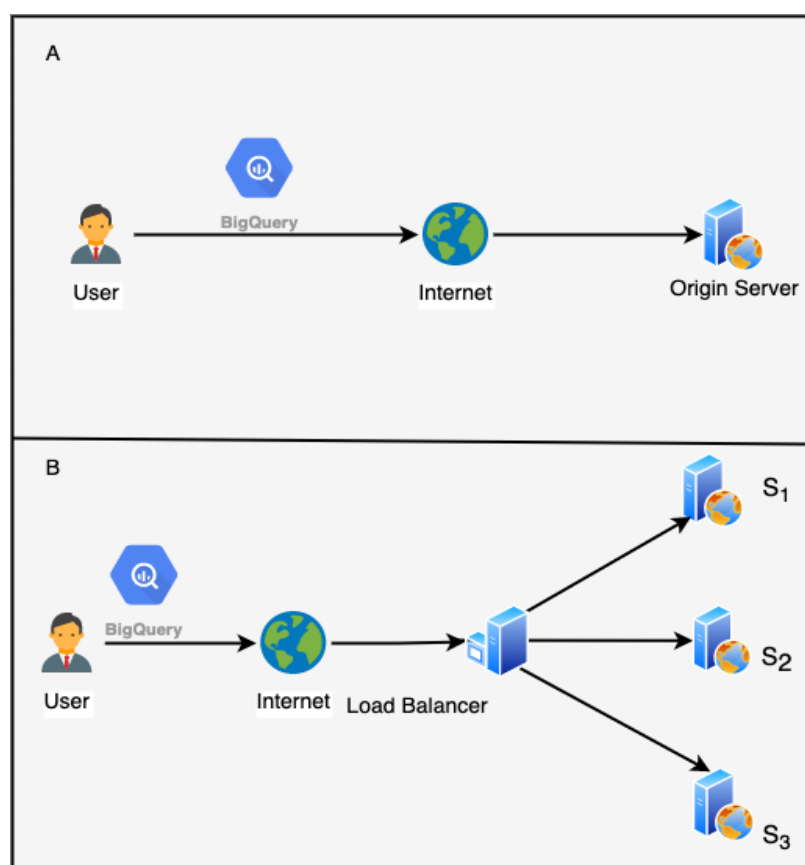 A
BigQuery
User
Internet
Origin Server
B
S1
BigQuery
S2
User
Internet
Load Balancer
S3